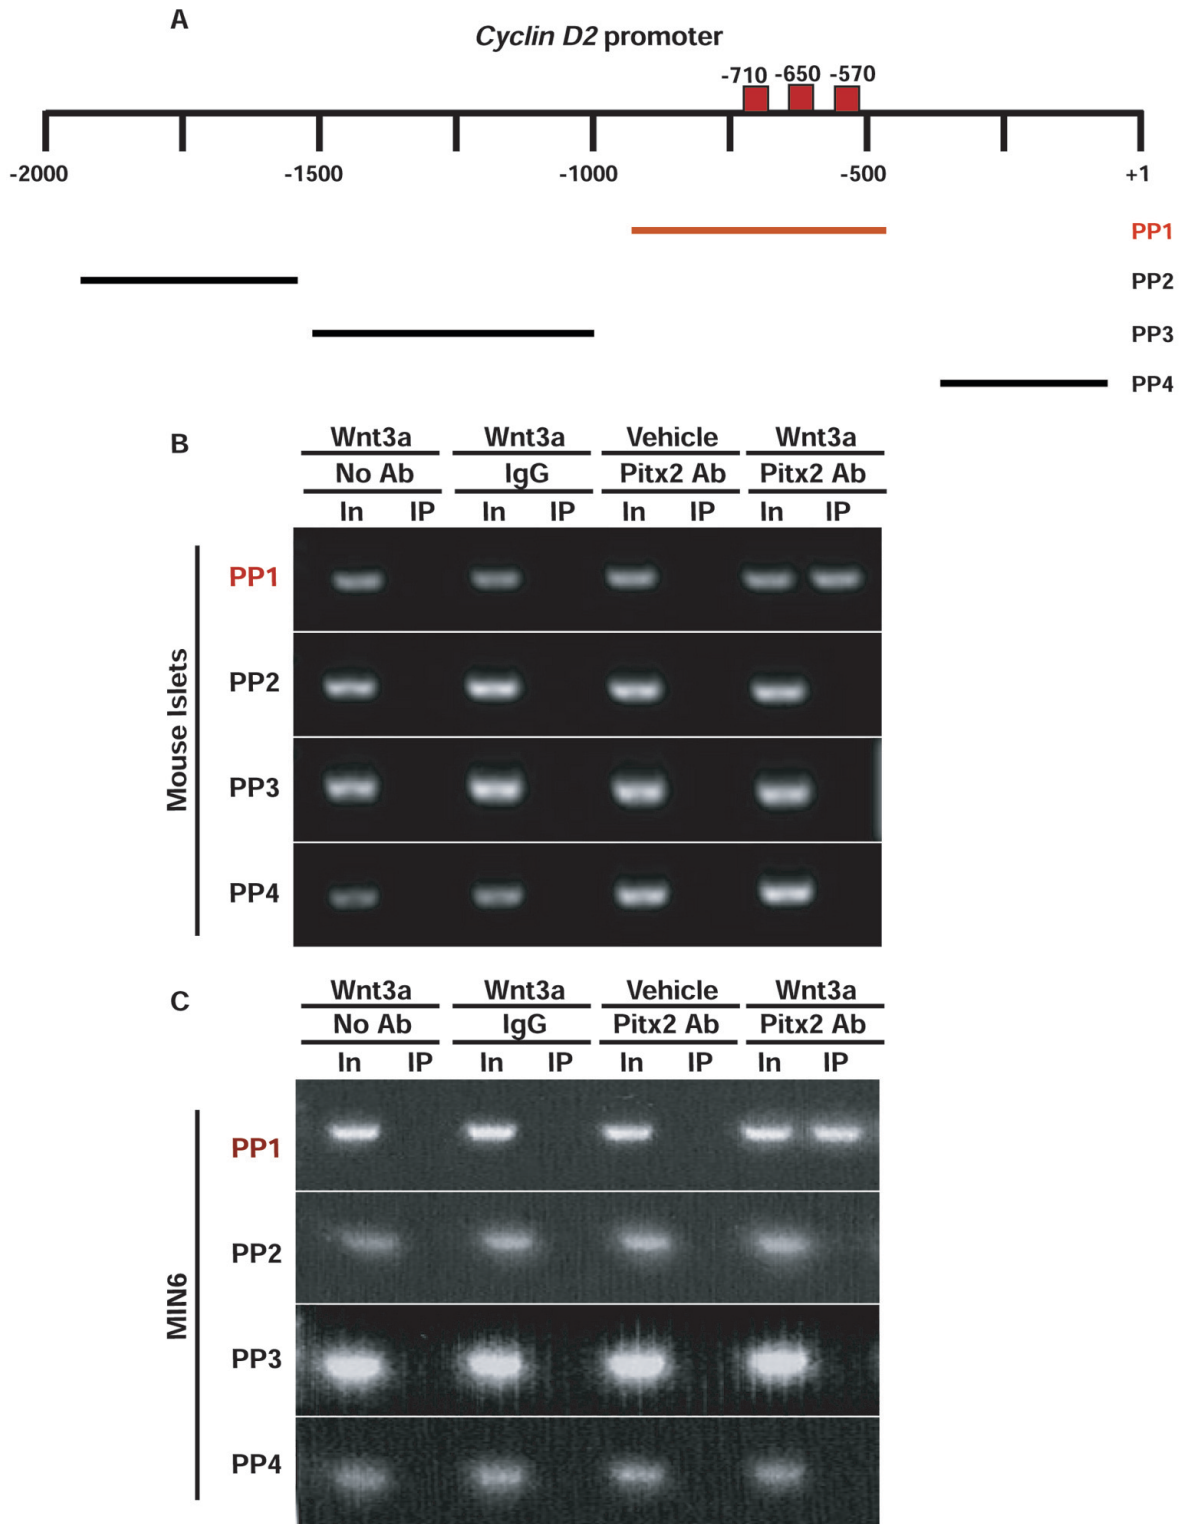 A
Cyclin D2 promoter
-710 -650 -570
-2000 -1500 -1000 -500 +1
PP1
PP2
PP3
PP4
B
Wnt3a Wnt3a Vehicle Wnt3a
No Ab IgG Pitx2 Ab Pitx2 Ab
In IP In IP In IP In IP
Mouse Islets
PP1
PP2
PP3
PP4
C
Wnt3a Wnt3a Vehicle Wnt3a
No Ab IgG Pitx2 Ab Pitx2 Ab
In IP In IP In IP In IP
MIN6
PP1
PP2
PP3
PP4